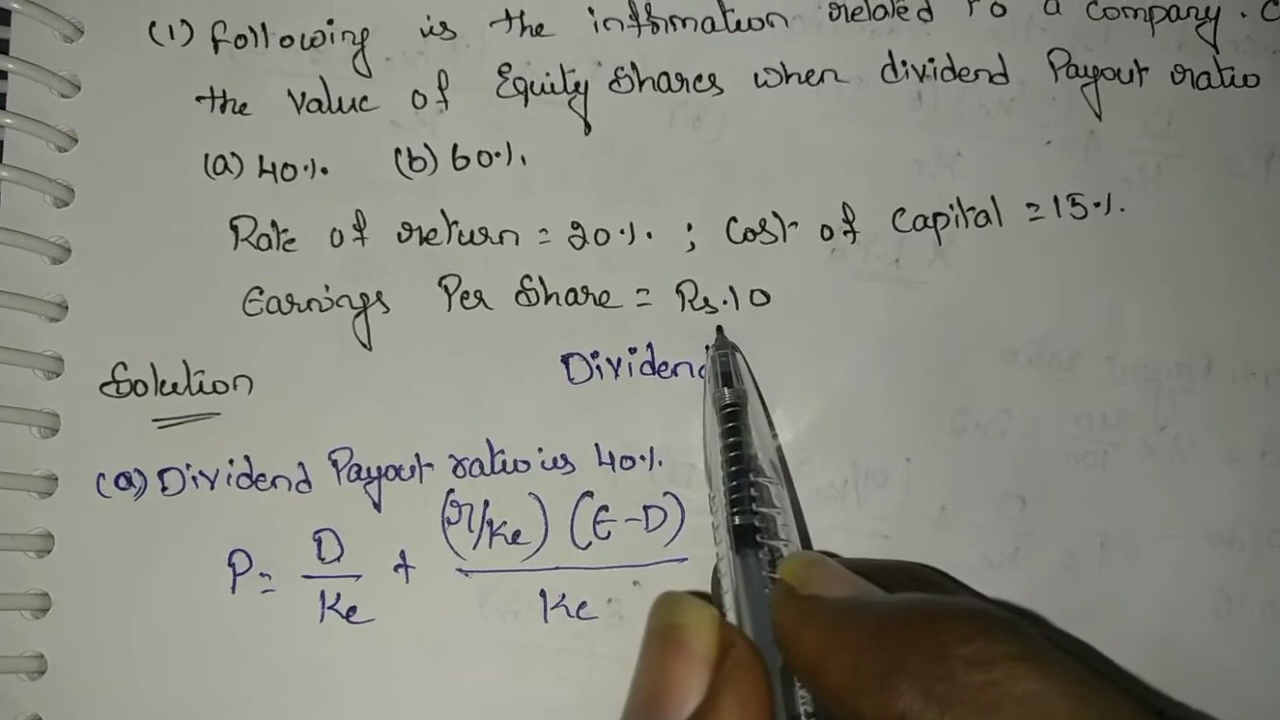 (1) Following is the infrmation related to a company. C
the value of Equity shares when dividend Payout ratio
(a) 40%. (b) 60%.
Rate of return = 20%. ; Cost of Capital = 15%.
Earnings Per Share = Rs.10
Solution
Dividend
(a) Dividend Payout ratio is 40%.
P = D/Ke + (r/Ke) (E-D)/Ke